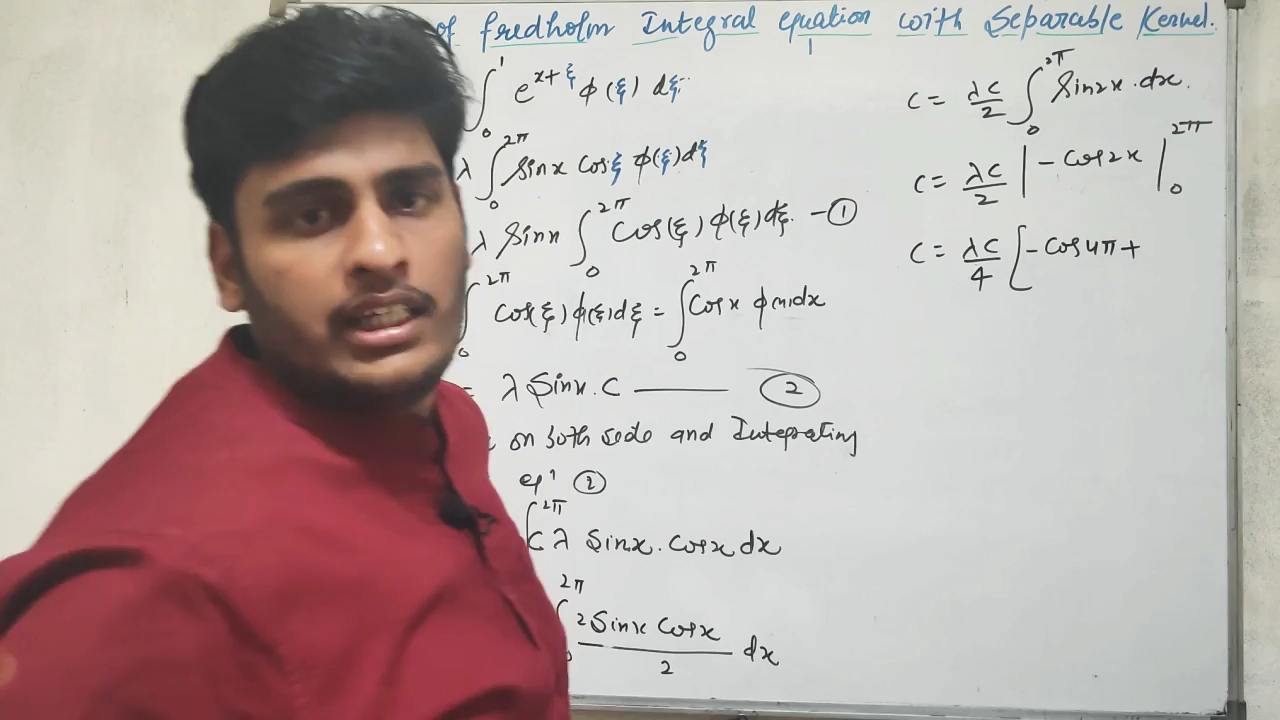 of Fredholm Integral equation with Separable Kernel.
∫₀¹ e^{x+ξ} ϕ(ξ) dξ
λ ∫₀^{2π} Sinx Cosξ ϕ(ξ)dξ
λ Sinx ∫₀^{2π} Cos(ξ) ϕ(ξ)dξ. -①
∫₀^{2π} Cos(ξ) ϕ(ξ)dξ = ∫₀^{2π} Cosx ϕ(x)dx
= λ Sinx.C —— ②
on both side and Integrating
eqⁿ ②
∫^{2π} C λ Sinx.Cosx dx
∫₀^{2π} 2Sinx Cosx / 2 dx
C = λC/2 ∫₀^{2π} Sin2x.dx.
C = λC/2 |-Cos2x|₀^{2π}
C = λC/4 [-Cos4π+